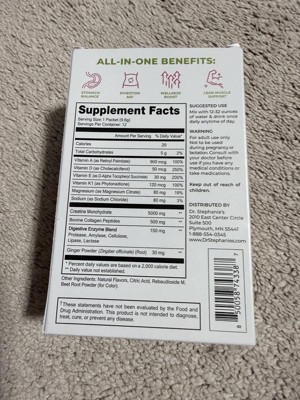 ALL-IN-ONE BENEFITS:
STOMACH BALANCE
DIGESTION AID
WELLNESS BOOST
LEAN MUSCLE SUPPORT
Supplement Facts
Serving Size: 1 Packet (9.6g)
Servings Per Container: 12
Amount Per Serving %Daily Value*
Calories 20
Total Carbohydrates 5 g 2%
Vitamin A (as Retinol Palmitate) 900 mcg 100%
Vitamin D (as Cholecalciferol) 50 mcg 250%
Vitamin E (as D-Alpha Tocopheryl Succinate) 30 mg 200%
Vitamin K1 (as Phytonadione) 120 mcg 100%
Magnesium (as Magnesium Citrate) 80 mg 19%
Sodium (as Sodium Chloride) 80 mg 3%
Creatine Monohydrate 5000 mg **
Bovine Collagen Peptides 500 mg **
Digestive Enzyme Blend 150 mg **
Protease, Amylase, Cellulase,
Lipase, Lactase
Ginger Powder (Zingiber officinale) (Root) 30 mg **
* Percent daily values are based on a 2,000 calorie diet.
** Daily value not established.
Other Ingredients: Natural Flavors, Citric Acid, Rebaudioside M,
Beet Root Powder (for Color).
††These statements have not been evaluated by the Food and
Drug Administration. This product is not intended to diagnose,
treat, cure, or prevent any disease.
SUGGESTED USE
Mix with 12-32 ounces
of water & drink once
daily anytime of day.
WARNING
For adult use only.
Not to be used
during pregnancy
or lactation. Consult with
your doctor before
use if you have any
medical conditions
or take medications.
Keep out of reach of
children.
Distributed by:
Dr. Stephanie's
2010 East Center Circle
Suite 500
Plymouth, MN 55441
www.DrStephanies.com